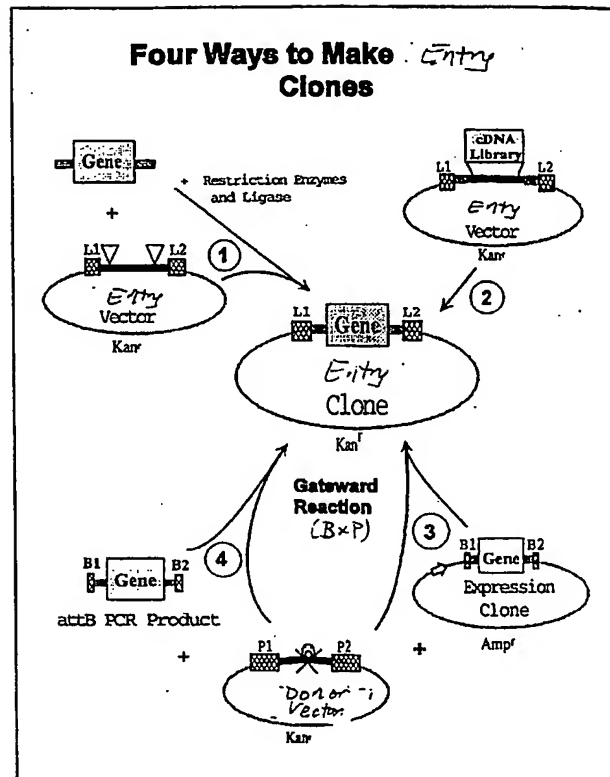 Four Ways to Make Entry
Clones
Gene
+ Restriction Enzymes
and Ligase
+
L1 L2
Entry
Vector
Kanr
1
cDNA
Library
L1 L2
Entry
Vector
Kanr
2
L1 Gene L2
Entry
Clone
Kanr
Gateward
Reaction
(B×P)
4
3
B1 Gene B2
attB PCR Product
+
B1 Gene B2
Expression
Clone
Ampr
+
P1 P2
Donor
Vector
Kanr